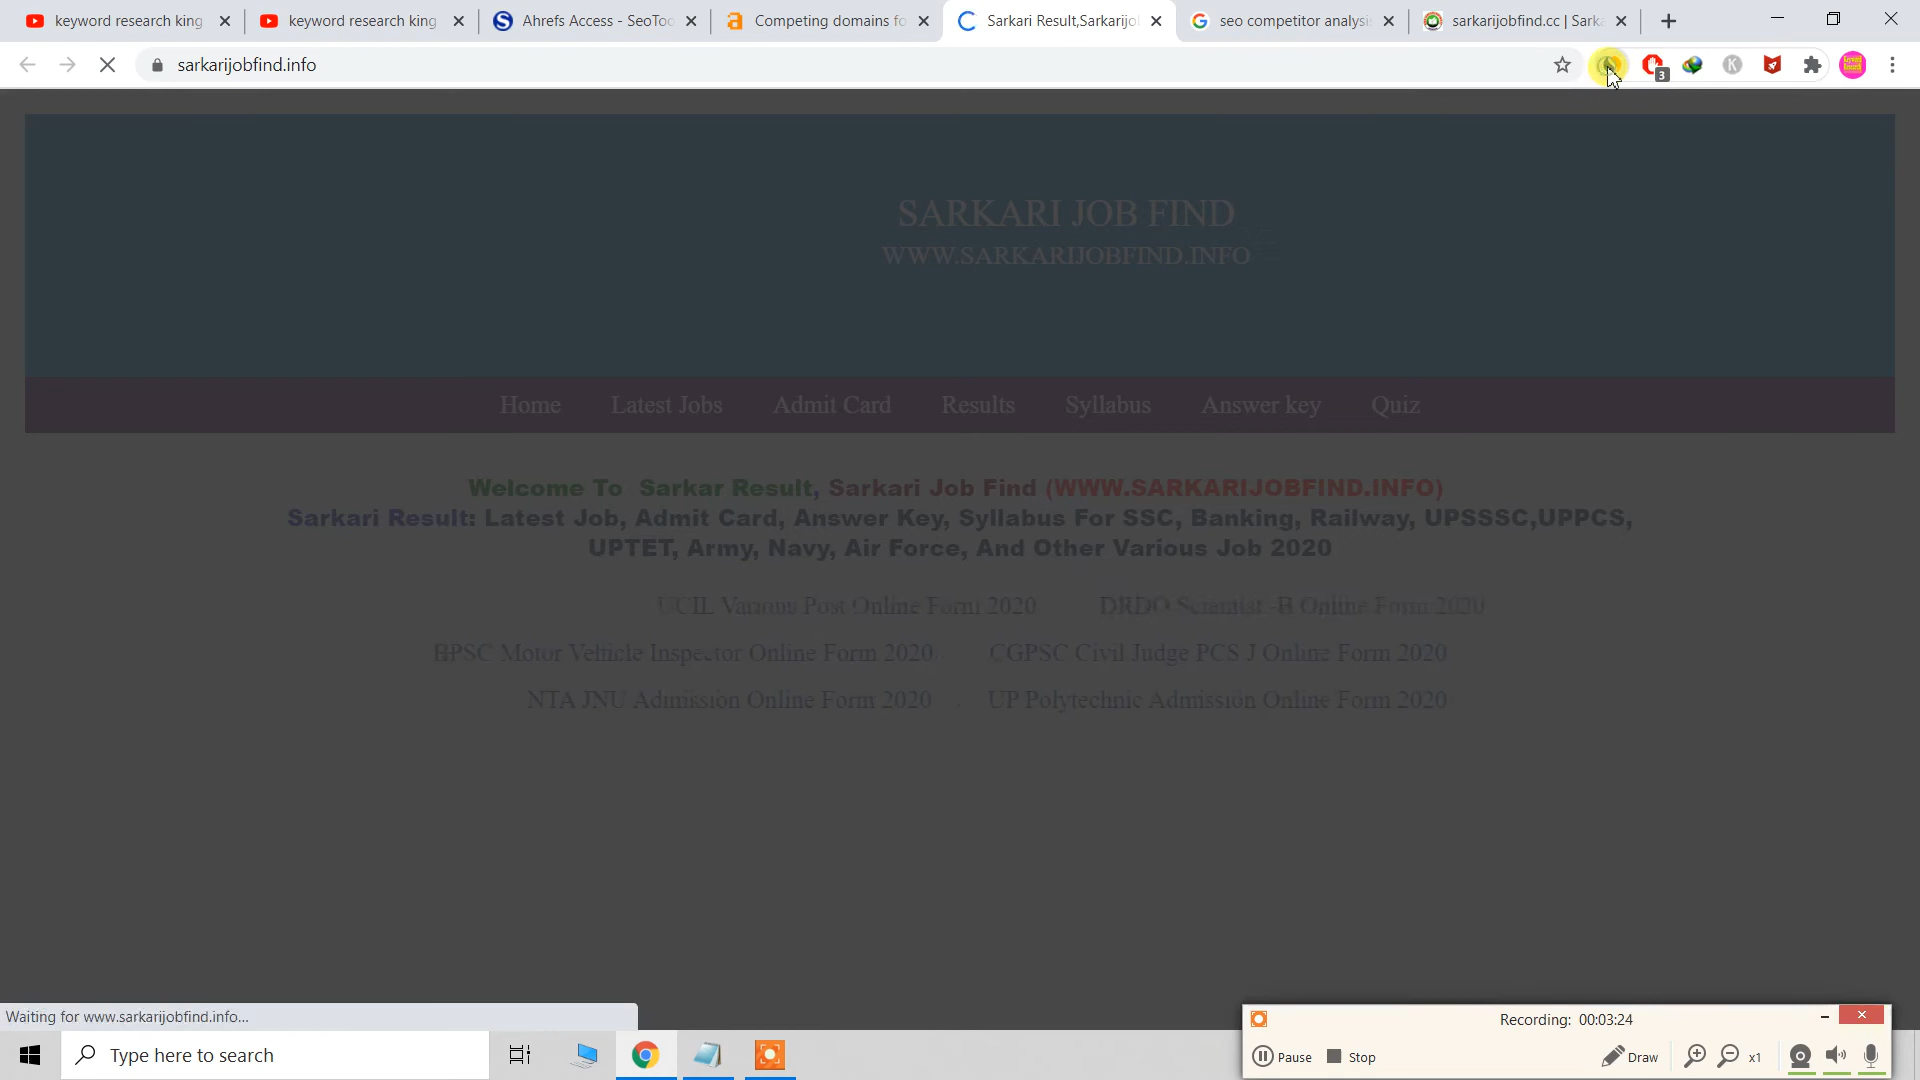 keyword research king
keyword research king
Ahrefs Access - SeoToo
Competing domains fo
Sarkari Result,Sarkarijo
seo competitor analysis
sarkarijobfind.cc | Sarka
sarkarijobfind.info
3
K
SARKARI JOB FIND
WWW.SARKARIJOBFIND.INFO
Home Latest Jobs Admit Card Results Syllabus Answer key Quiz
Welcome To Sarkar Result, Sarkari Job Find (WWW.SARKARIJOBFIND.INFO)
Sarkari Result: Latest Job, Admit Card, Answer Key, Syllabus For SSC, Banking, Railway, UPSSSC,UPPCS,
UPTET, Army, Navy, Air Force, And Other Various Job 2020
UCIL Various Post Online Form 2020 DRDO Scientist -B Online Form 2020
BPSC Motor Vehicle Inspector Online Form 2020 CGPSC Civil Judge PCS J Online Form 2020
NTA JNU Admission Online Form 2020 UP Polytechnic Admission Online Form 2020
Waiting for www.sarkarijobfind.info...
Recording: 00:03:24
Type here to search
Pause Stop Draw x1